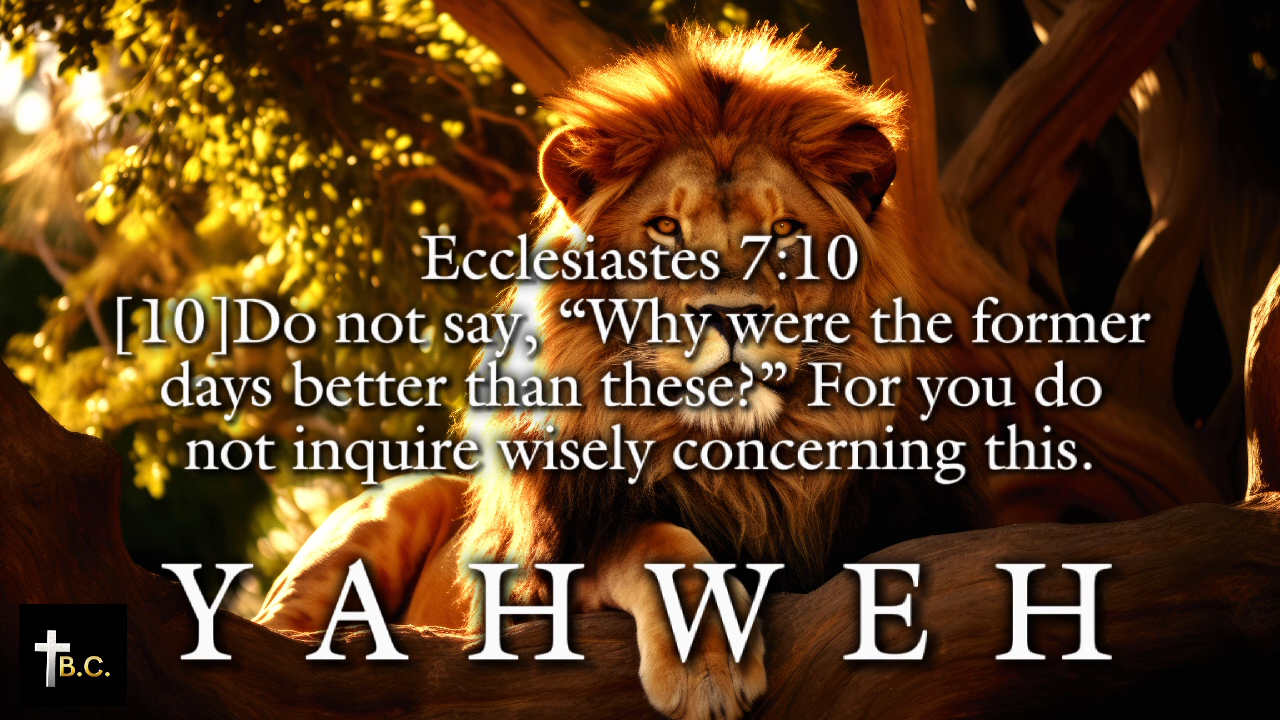 Ecclesiastes 7:10
[10]Do not say, “Why were the former
days better than these?” For you do
not inquire wisely concerning this.
YAHWEH
B.C.